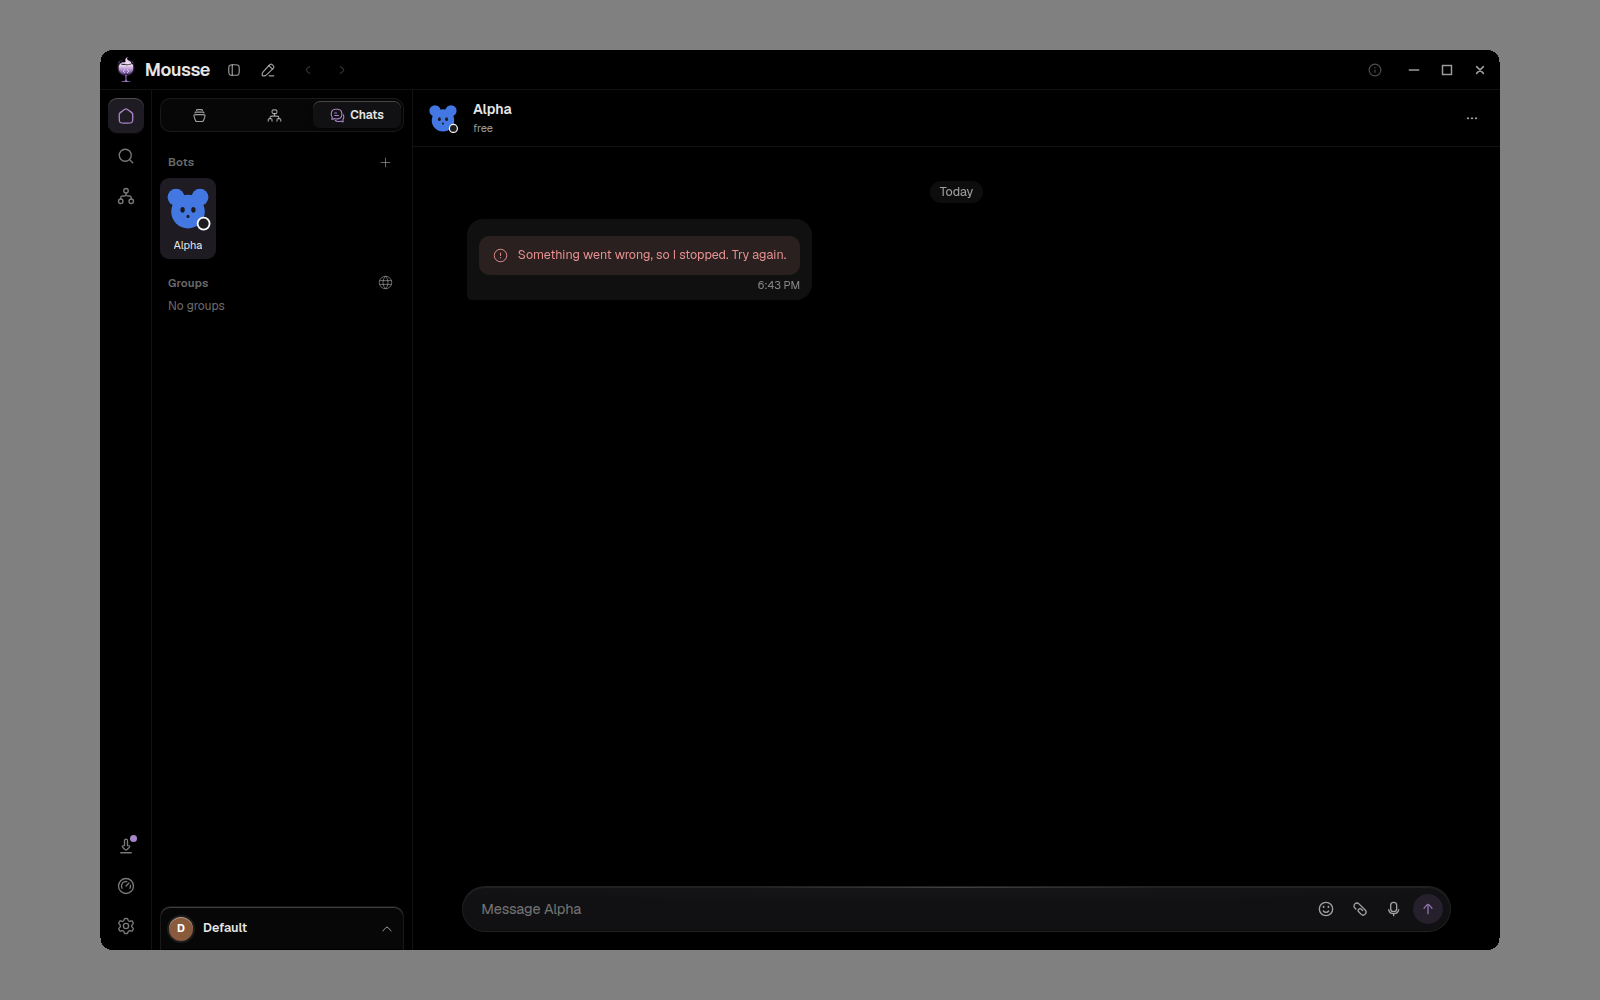 Mousse
Chats
Bots
Alpha
Groups
No groups
D
Default
Alpha
free
Today
Something went wrong, so I stopped. Try again.
6:43 PM
Message Alpha